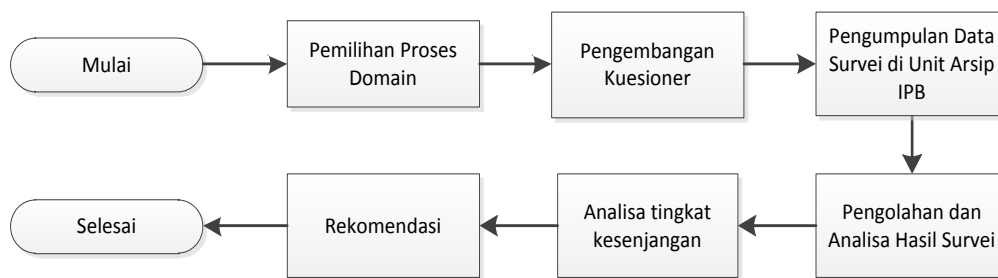 Mulai
Pemilihan Proses
Domain
Pengembangan
Kuesioner
Pengumpulan Data
Survei di Unit Arsip
IPB
Pengolahan dan
Analisa Hasil Survei
Analisa tingkat
kesenjangan
Rekomendasi
Selesai